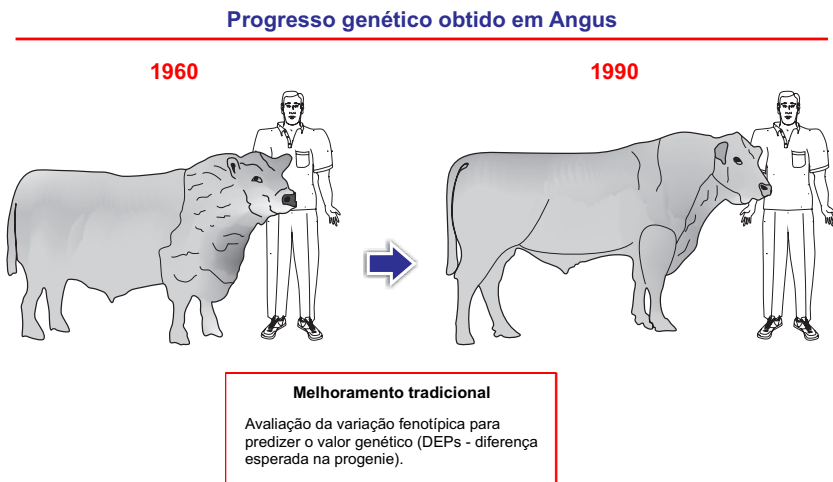 Progresso genético obtido em Angus
1960
1990
Melhoramento tradicional
Avaliação da variação fenotípica para
predizer o valor genético (DEPs - diferença
esperada na progenie).